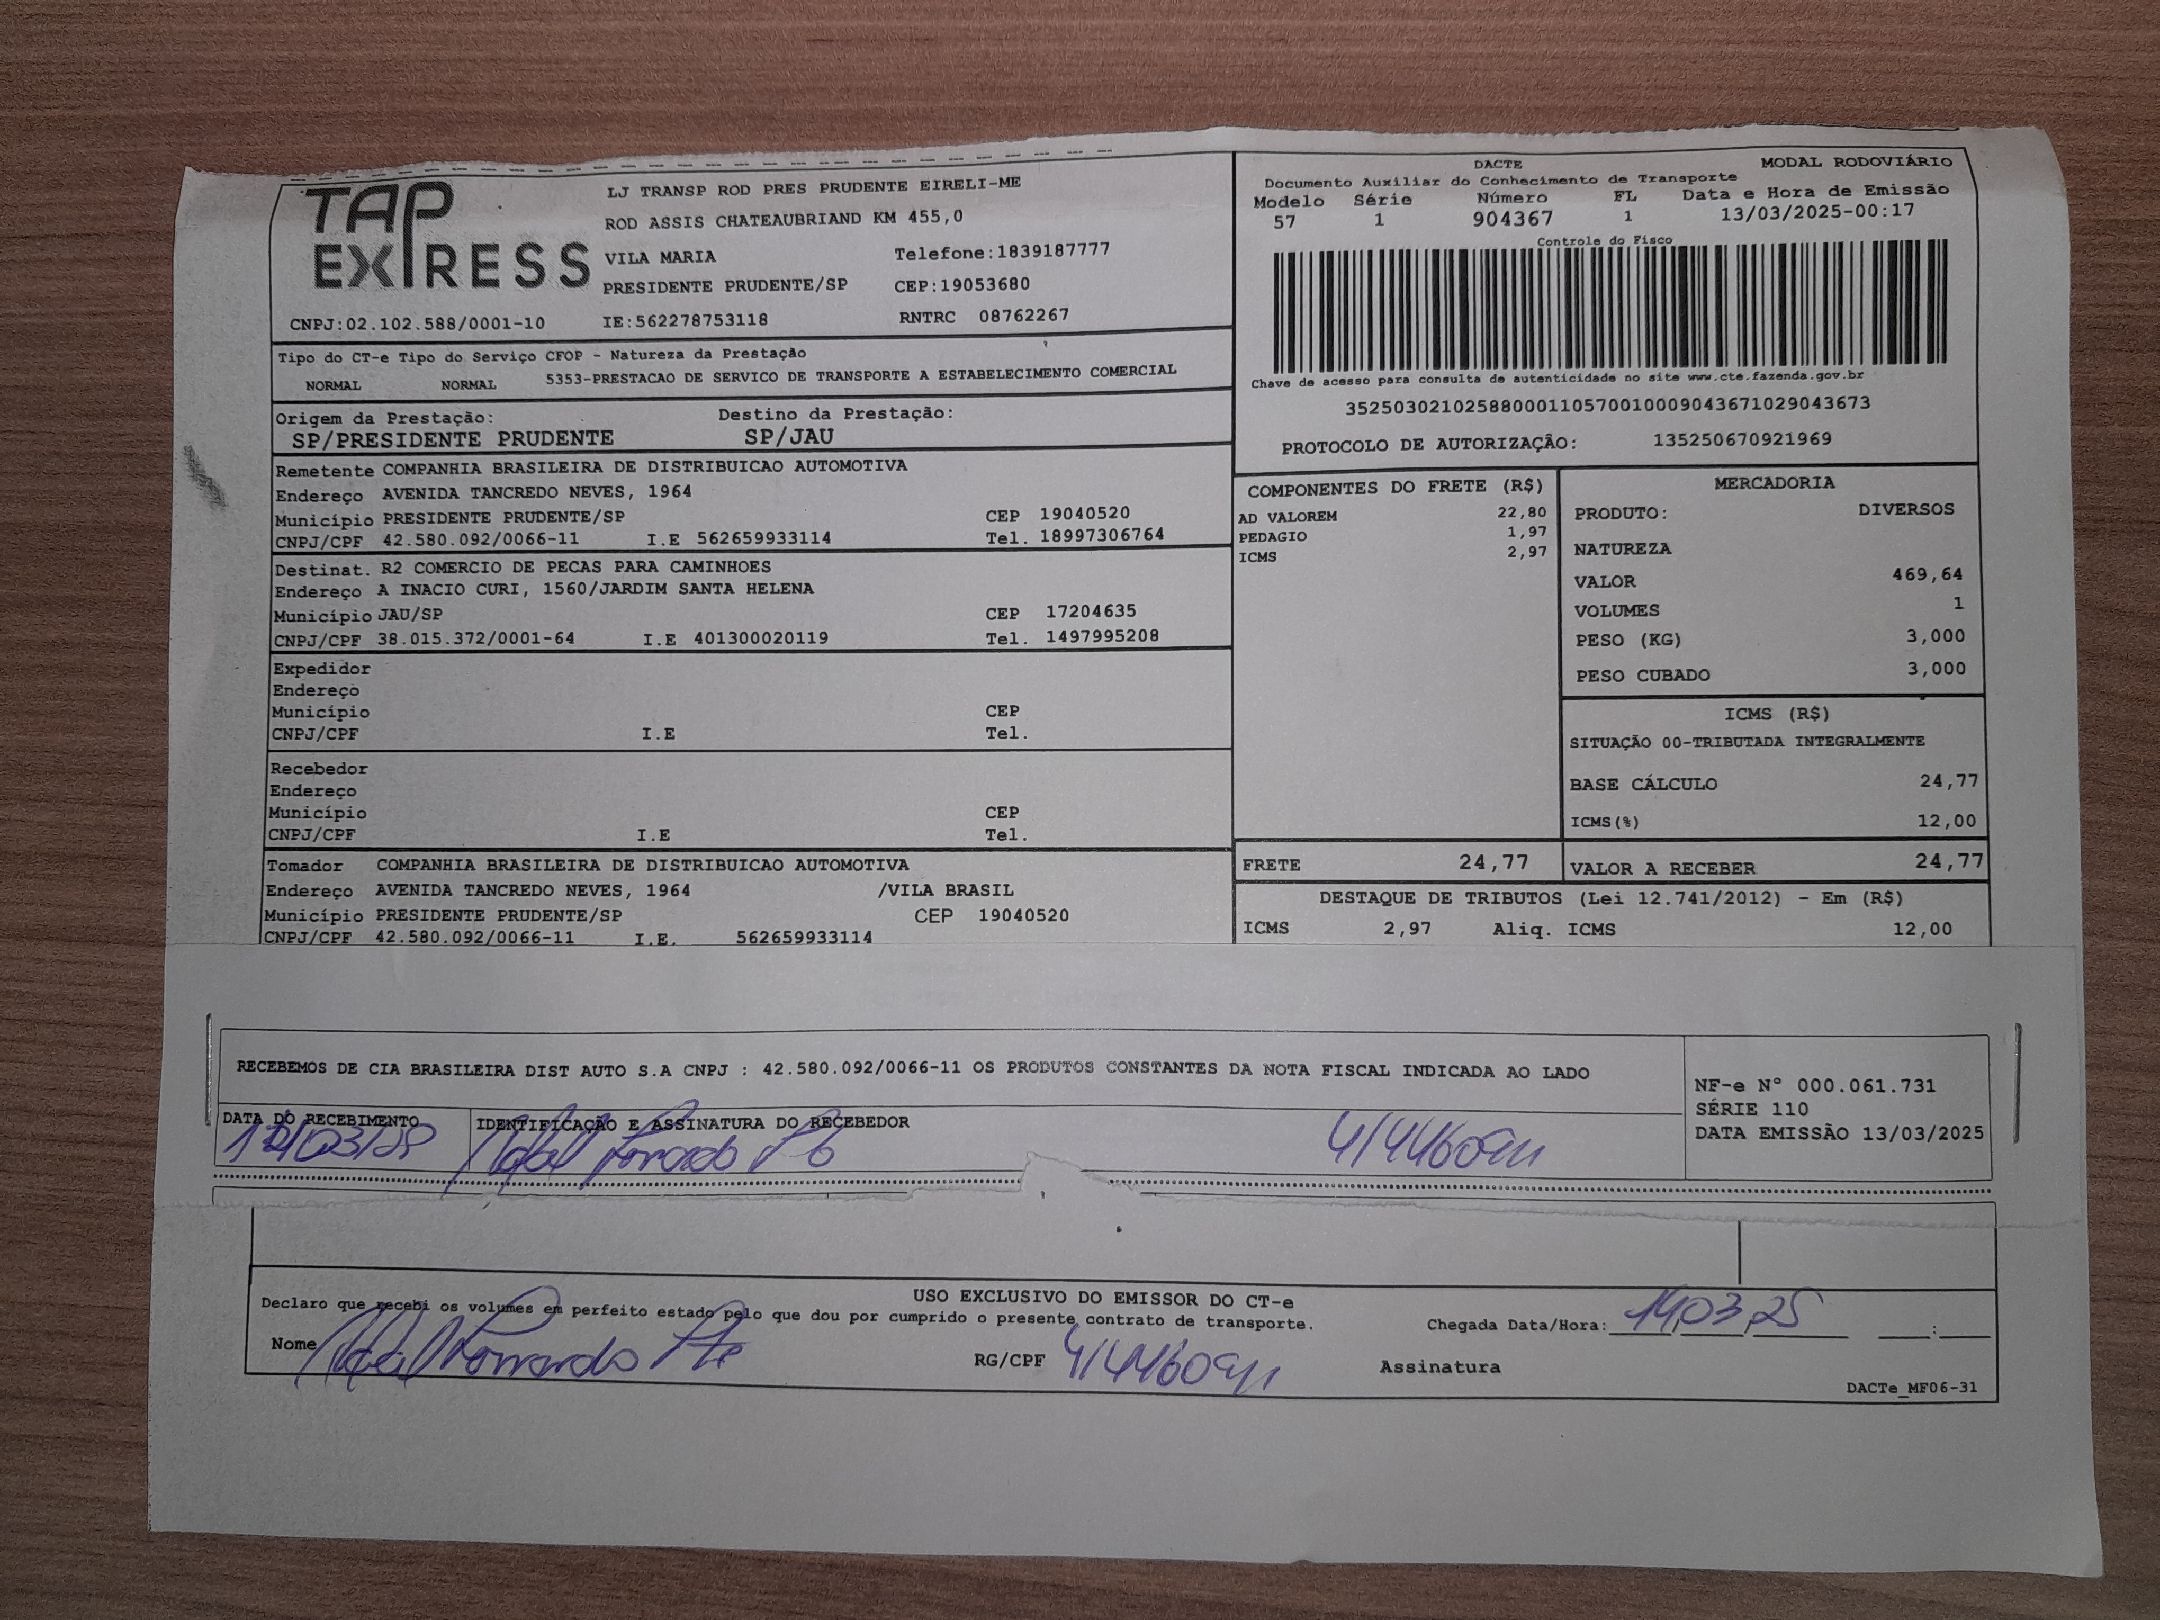 TAP EXPRESS
LJ TRANSP ROD PRES PRUDENTE EIRELI-ME
ROD ASSIS CHATEAUBRIAND KM 455,0
VILA MARIA Telefone:1839187777
PRESIDENTE PRUDENTE/SP CEP:19053680
CNPJ:02.102.588/0001-10 IE:562278753118 RNTRC 08762267
Tipo do CT-e Tipo do Serviço CFOP - Natureza da Prestação
NORMAL NORMAL 5353-PRESTACAO DE SERVICO DE TRANSPORTE A ESTABELECIMENTO COMERCIAL
Origem da Prestação: Destino da Prestação:
SP/PRESIDENTE PRUDENTE SP/JAU
Remetente COMPANHIA BRASILEIRA DE DISTRIBUICAO AUTOMOTIVA
Endereço AVENIDA TANCREDO NEVES, 1964
Município PRESIDENTE PRUDENTE/SP CEP 19040520
CNPJ/CPF 42.580.092/0066-11 I.E 562659933114 Tel. 18997306764
Destinat. R2 COMERCIO DE PECAS PARA CAMINHOES
Endereço A INACIO CURI, 1560/JARDIM SANTA HELENA
Município JAU/SP CEP 17204635
CNPJ/CPF 38.015.372/0001-64 I.E 401300020119 Tel. 1497995208
Expedidor
Endereço
Município CEP
CNPJ/CPF I.E Tel.
Recebedor
Endereço
Município CEP
CNPJ/CPF I.E Tel.
Tomador COMPANHIA BRASILEIRA DE DISTRIBUICAO AUTOMOTIVA
Endereço AVENIDA TANCREDO NEVES, 1964 /VILA BRASIL
Município PRESIDENTE PRUDENTE/SP CEP 19040520
CNPJ/CPF 42.580.092/0066-11 I.E. 562659933114
DACTE MODAL RODOVIÁRIO
Documento Auxiliar do Conhecimento de Transporte
Modelo Série Número FL Data e Hora de Emissão
57 1 904367 1 13/03/2025-00:17
Controle do Fisco
Chave de acesso para consulta de autenticidade no site www.cte.fazenda.gov.br
35250302102588000110570010009043671029043673
PROTOCOLO DE AUTORIZAÇÃO: 135250670921969
COMPONENTES DO FRETE (R$)
AD VALOREM 22,80
PEDAGIO 1,97
ICMS 2,97
MERCADORIA
PRODUTO: DIVERSOS
NATUREZA
VALOR 469,64
VOLUMES 1
PESO (KG) 3,000
PESO CUBADO 3,000
ICMS (R$)
SITUAÇÃO 00-TRIBUTADA INTEGRALMENTE
BASE CÁLCULO 24,77
ICMS(%) 12,00
FRETE 24,77 VALOR A RECEBER 24,77
DESTAQUE DE TRIBUTOS (Lei 12.741/2012) - Em (R$)
ICMS 2,97 Aliq. ICMS 12,00
RECEBEMOS DE CIA BRASILEIRA DIST AUTO S.A CNPJ : 42.580.092/0066-11 OS PRODUTOS CONSTANTES DA NOTA FISCAL INDICADA AO LADO
DATA DO RECEBIMENTO IDENTIFICAÇÃO E ASSINATURA DO RECEBEDOR
NF-e N° 000.061.731
SÉRIE 110
DATA EMISSÃO 13/03/2025
USO EXCLUSIVO DO EMISSOR DO CT-e
Declaro que recebi os volumes em perfeito estado pelo que dou por cumprido o presente contrato de transporte.
Chegada Data/Hora: 14,03,25 :
Nome RG/CPF Assinatura
DACTe_MF06-31